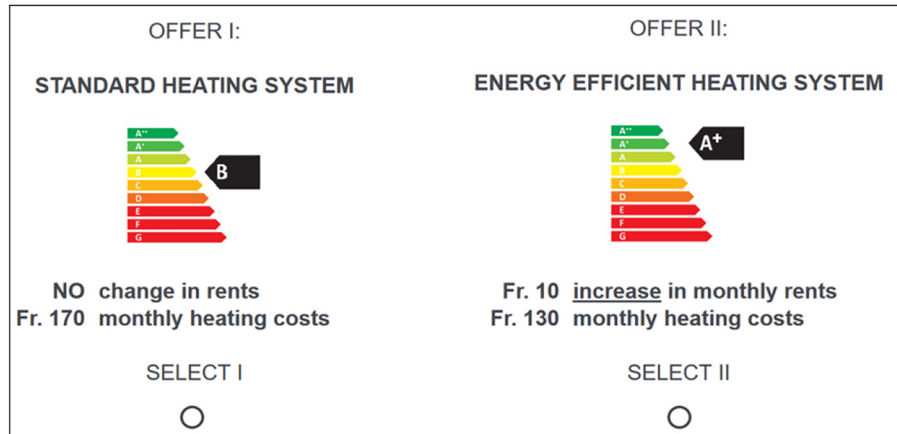 OFFER I:
STANDARD HEATING SYSTEM
A++
A+
A
B
C
D
E
F
G
B
NO change in rents
Fr. 170 monthly heating costs
SELECT I
OFFER II:
ENERGY EFFICIENT HEATING SYSTEM
A++
A+
A
B
C
D
E
F
G
A+
Fr. 10 increase in monthly rents
Fr. 130 monthly heating costs
SELECT II